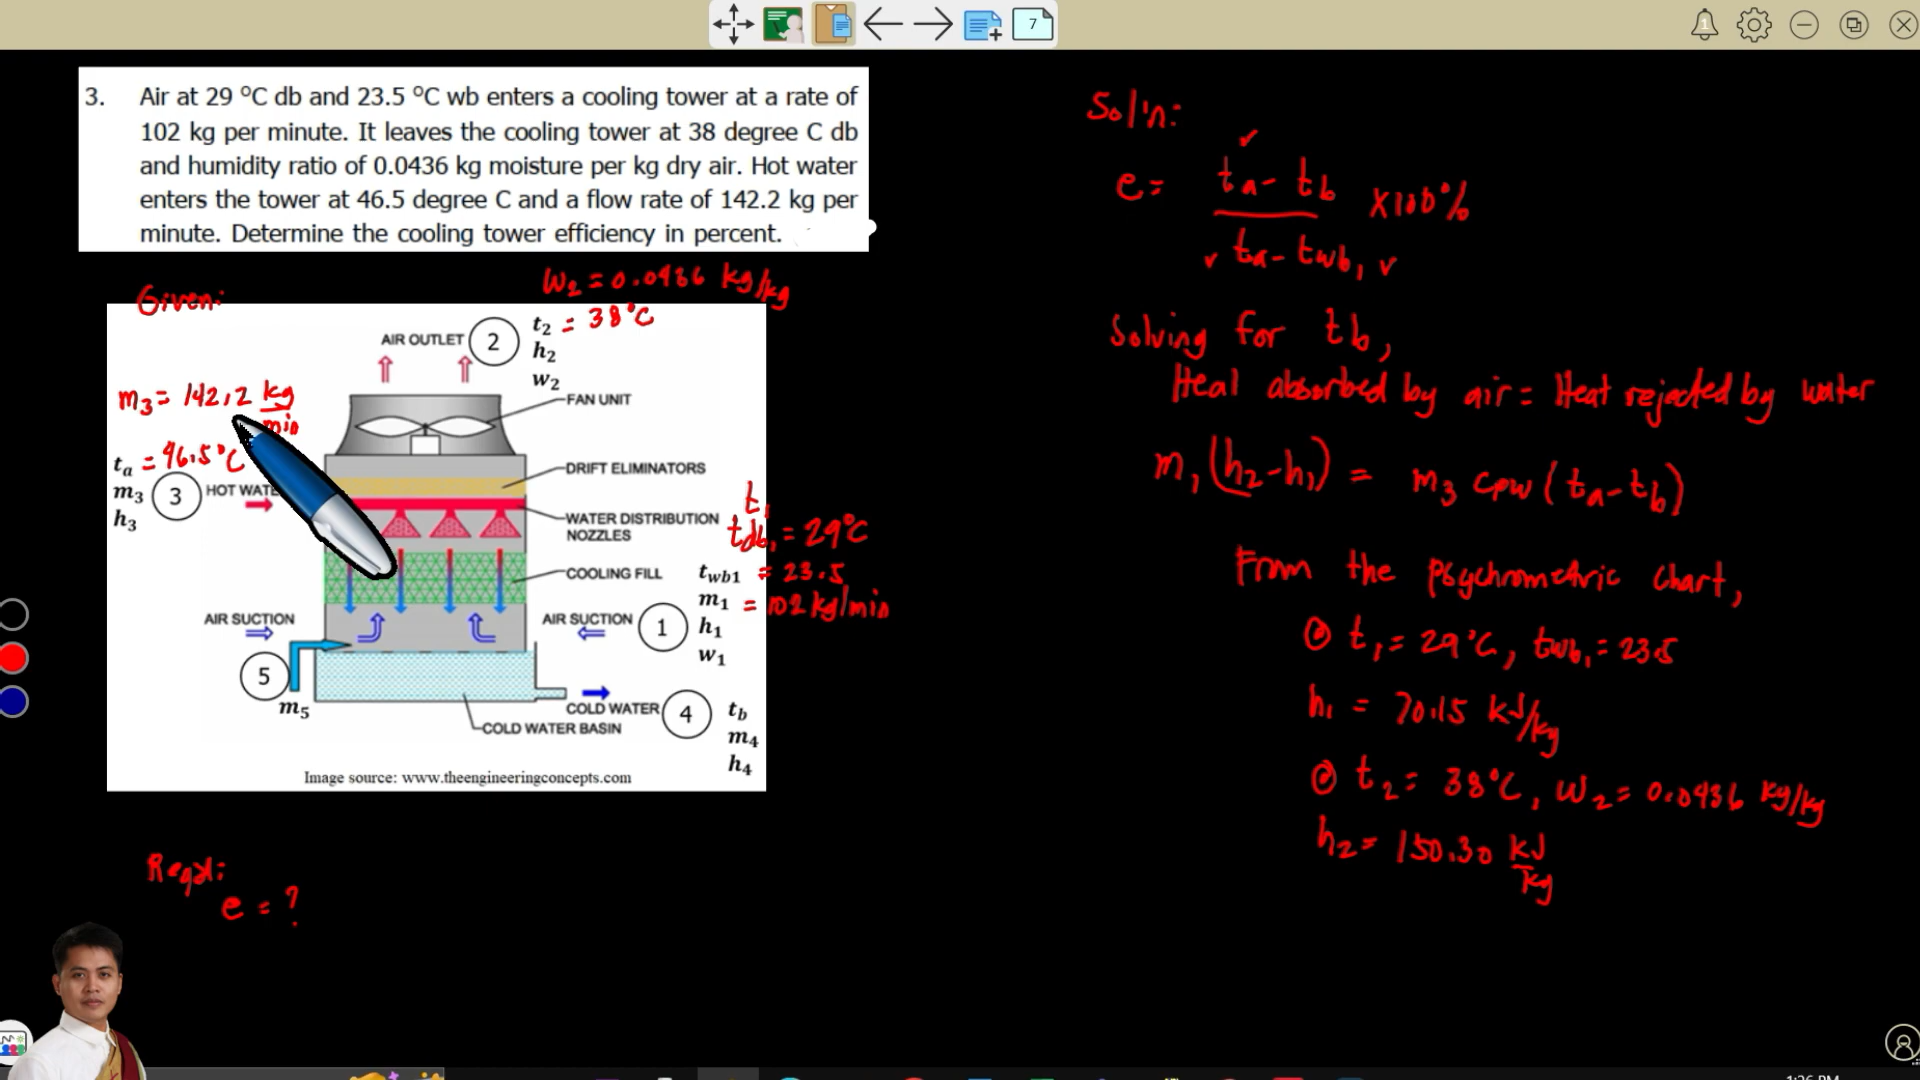 7
3. Air at 29 °C db and 23.5 °C wb enters a cooling tower at a rate of
102 kg per minute. It leaves the cooling tower at 38 degree C db
and humidity ratio of 0.0436 kg moisture per kg dry air. Hot water
enters the tower at 46.5 degree C and a flow rate of 142.2 kg per
minute. Determine the cooling tower efficiency in percent.
Given:
W2 = 0.0436 kg/kg
t2 = 38°C
h2
w2
AIR OUTLET
2
FAN UNIT
m3 = 142.2 kg/min
ta = 46.5°C
m3
h3
3
HOT WATE
DRIFT ELIMINATORS
WATER DISTRIBUTION
NOZZLES
COOLING FILL
t1
tdb1 = 29°C
twb1 = 23.5
m1 = 102 kg/min
h1
w1
AIR SUCTION
AIR SUCTION
1
5
m5
COLD WATER
4
tb
m4
h4
COLD WATER BASIN
Image source: www.theengineeringconcepts.com
Reqd:
e = ?
Sol'n:
e = ta - tb / ta - twb1 x100%
Solving for tb,
Heat absorbed by air = Heat rejected by water
m1(h2-h1) = m3 cpw (ta-tb)
From the psychrometric chart,
@ t1 = 29°C, twb1 = 23.5
h1 = 70.15 kJ/kg
@ t2 = 38°C, W2 = 0.0436 kg/kg
h2 = 150.30 kJ/kg